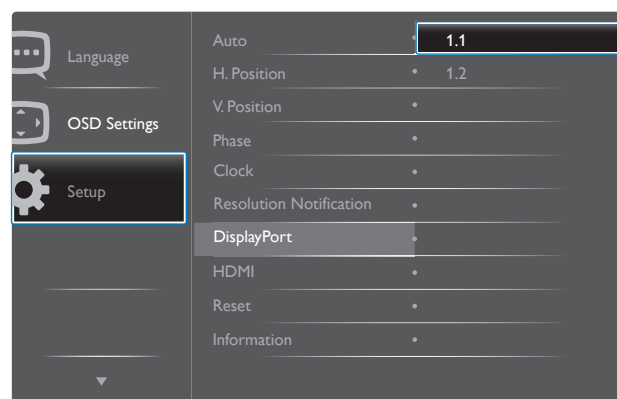 Language
OSD Settings
Setup
Auto
H. Position
V. Position
Phase
Clock
Resolution Notification
DisplayPort
HDMI
Reset
Information
1.1
1.2